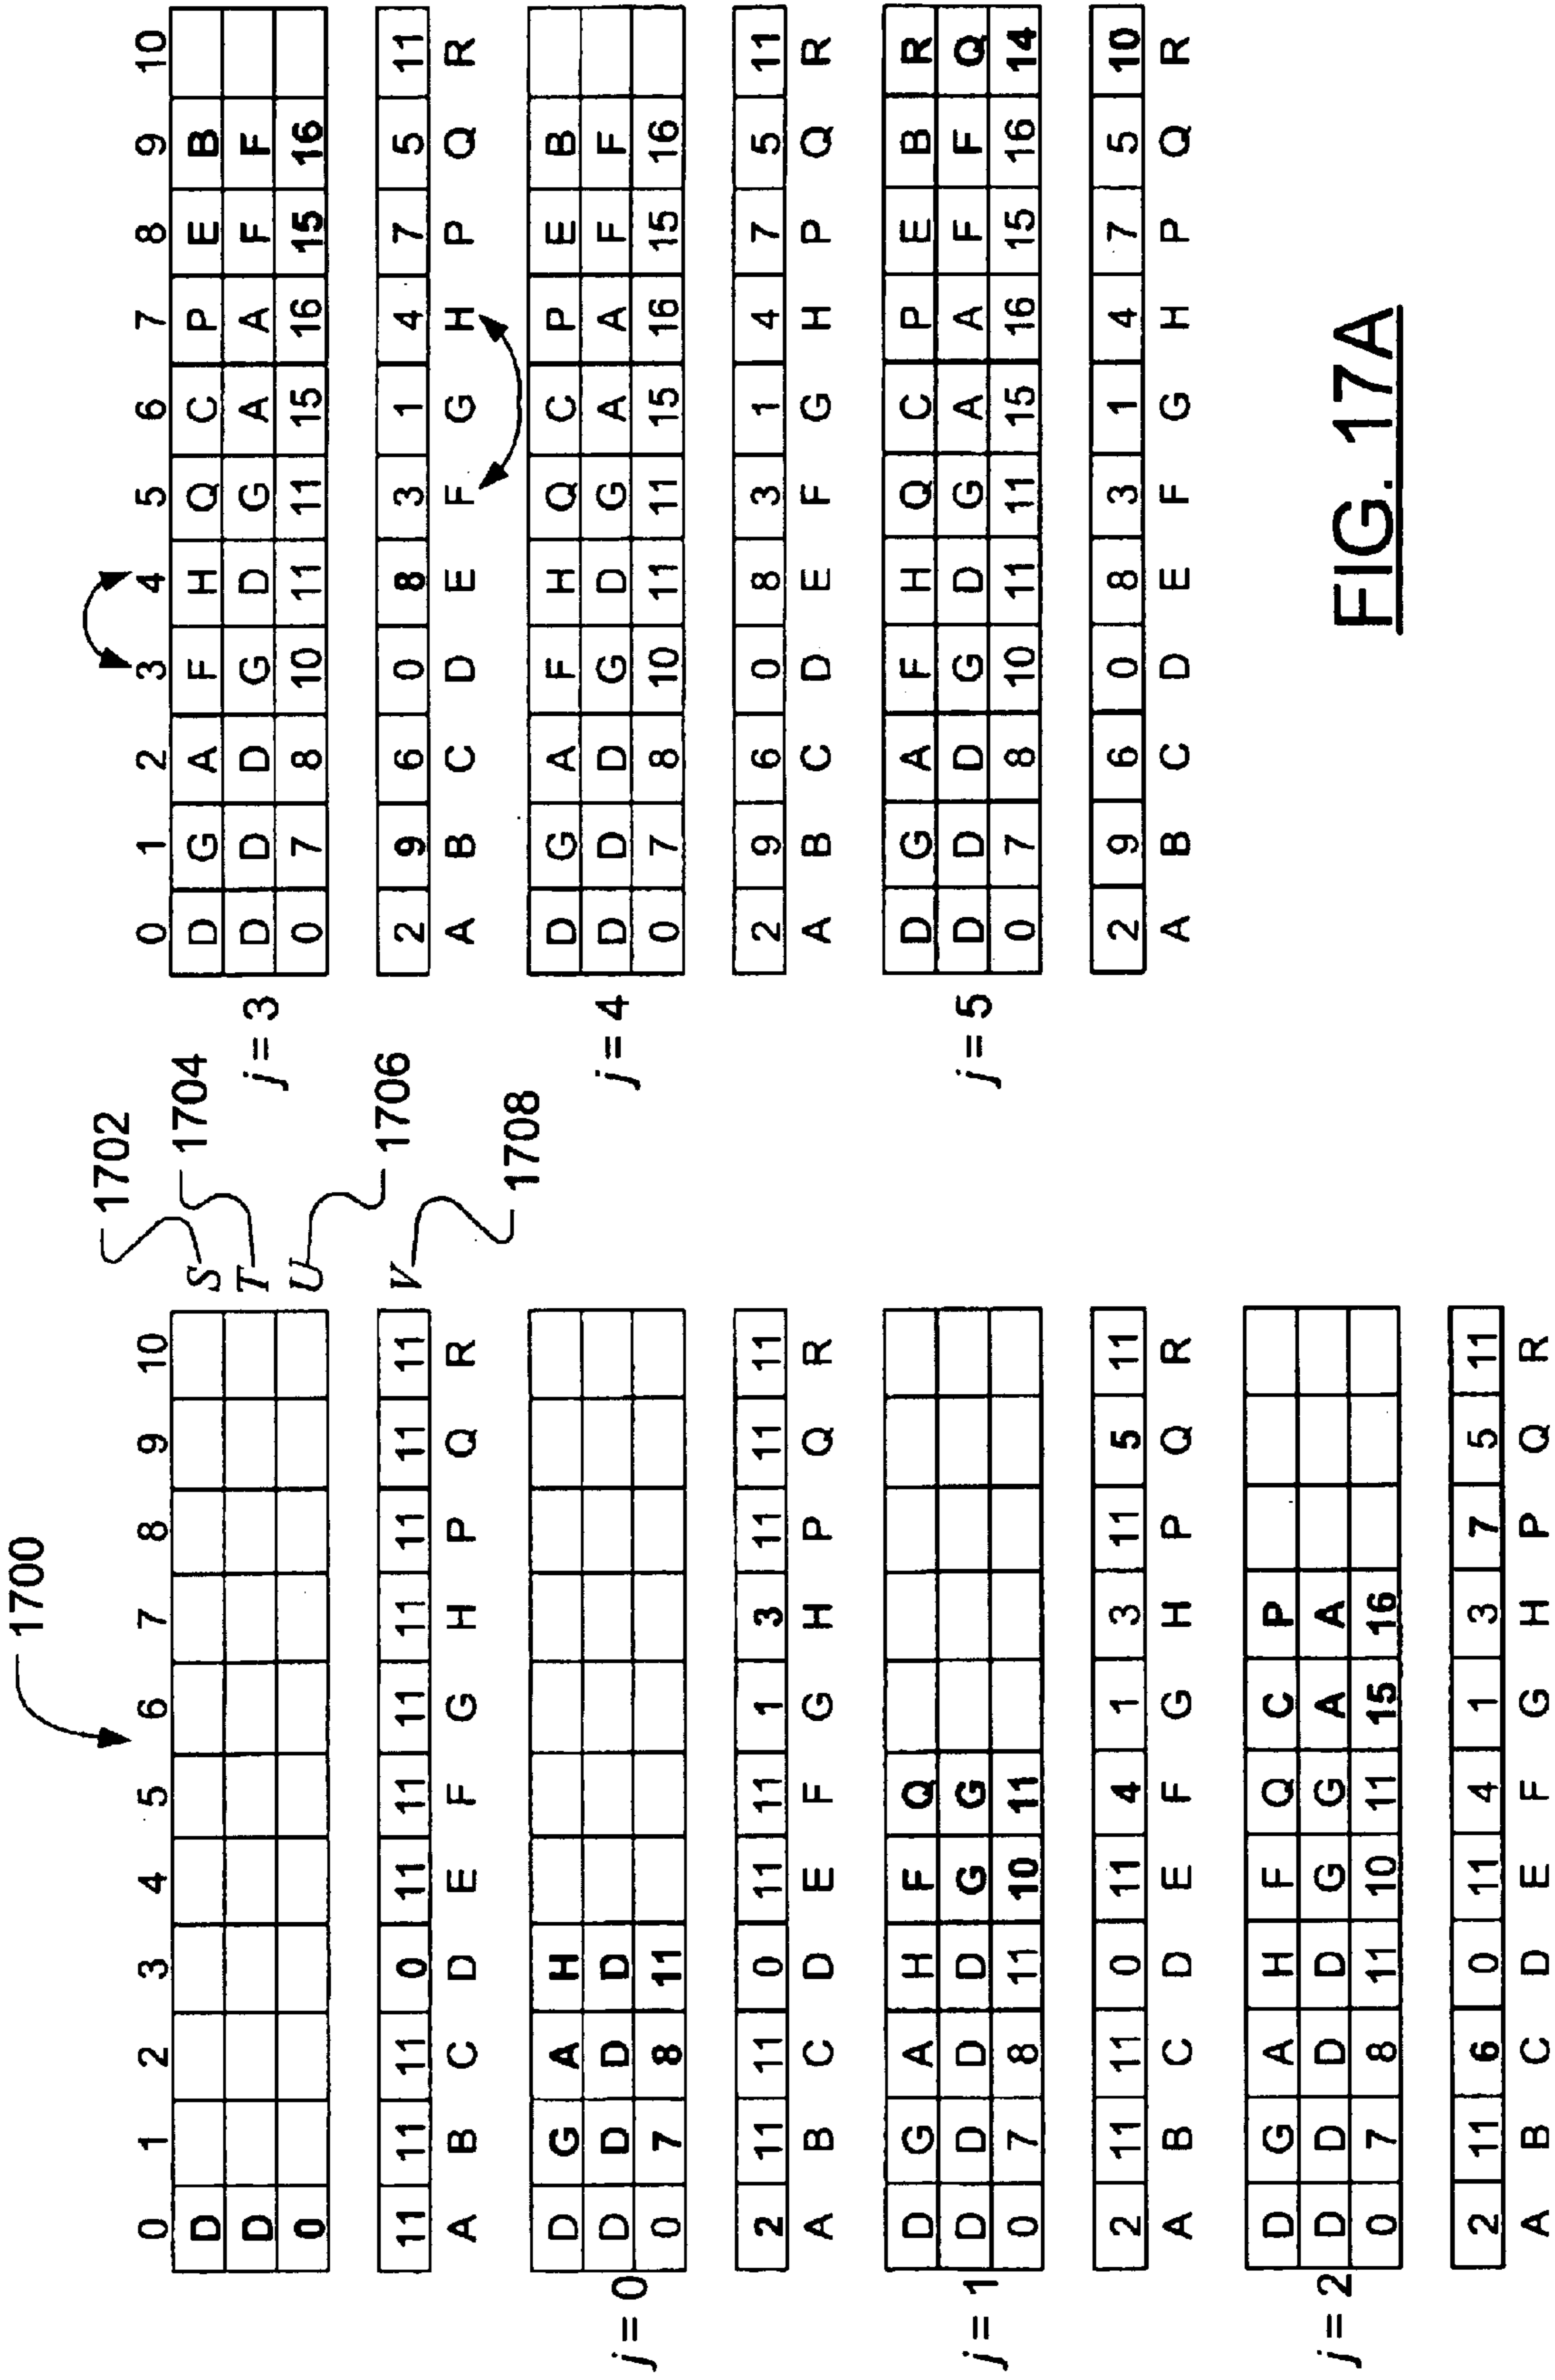 1700
0 1 2 3 4 5 6 7 8 9 10
D
D
0
S 1702
T 1704
U 1706
11 11 11 0 11 11 11 11 11 11 11
V 1708
A B C D E F G H P Q R
j = 0
D G A H
D D D D
0 7 8 11
2 11 11 0 11 11 1 3 11 11 11
A B C D E F G H P Q R
j = 1
D G A H F Q
D D D D G G
0 7 8 11 10 11
2 11 11 0 11 4 1 3 11 5 11
A B C D E F G H P Q R
j = 2
D G A H F Q C P
D D D D G G A A
0 7 8 11 10 11 15 16
2 11 6 0 11 4 1 3 7 5 11
A B C D E F G H P Q R
0 1 2 3 4 5 6 7 8 9 10
j = 3
D G A F H Q C P E B
D D D G D G A A F F
0 7 8 10 11 11 15 16 15 16
2 9 6 0 8 3 1 4 7 5 11
A B C D E F G H P Q R
j = 4
D G A F H Q C P E B
D D D G D G A A F F
0 7 8 10 11 11 15 16 15 16
2 9 6 0 8 3 1 4 7 5 11
A B C D E F G H P Q R
j = 5
D G A F H Q C P E B R
D D D G D G A A F F Q
0 7 8 10 11 11 15 16 15 16 14
2 9 6 0 8 3 1 4 7 5 10
A B C D E F G H P Q R
FIG. 17A